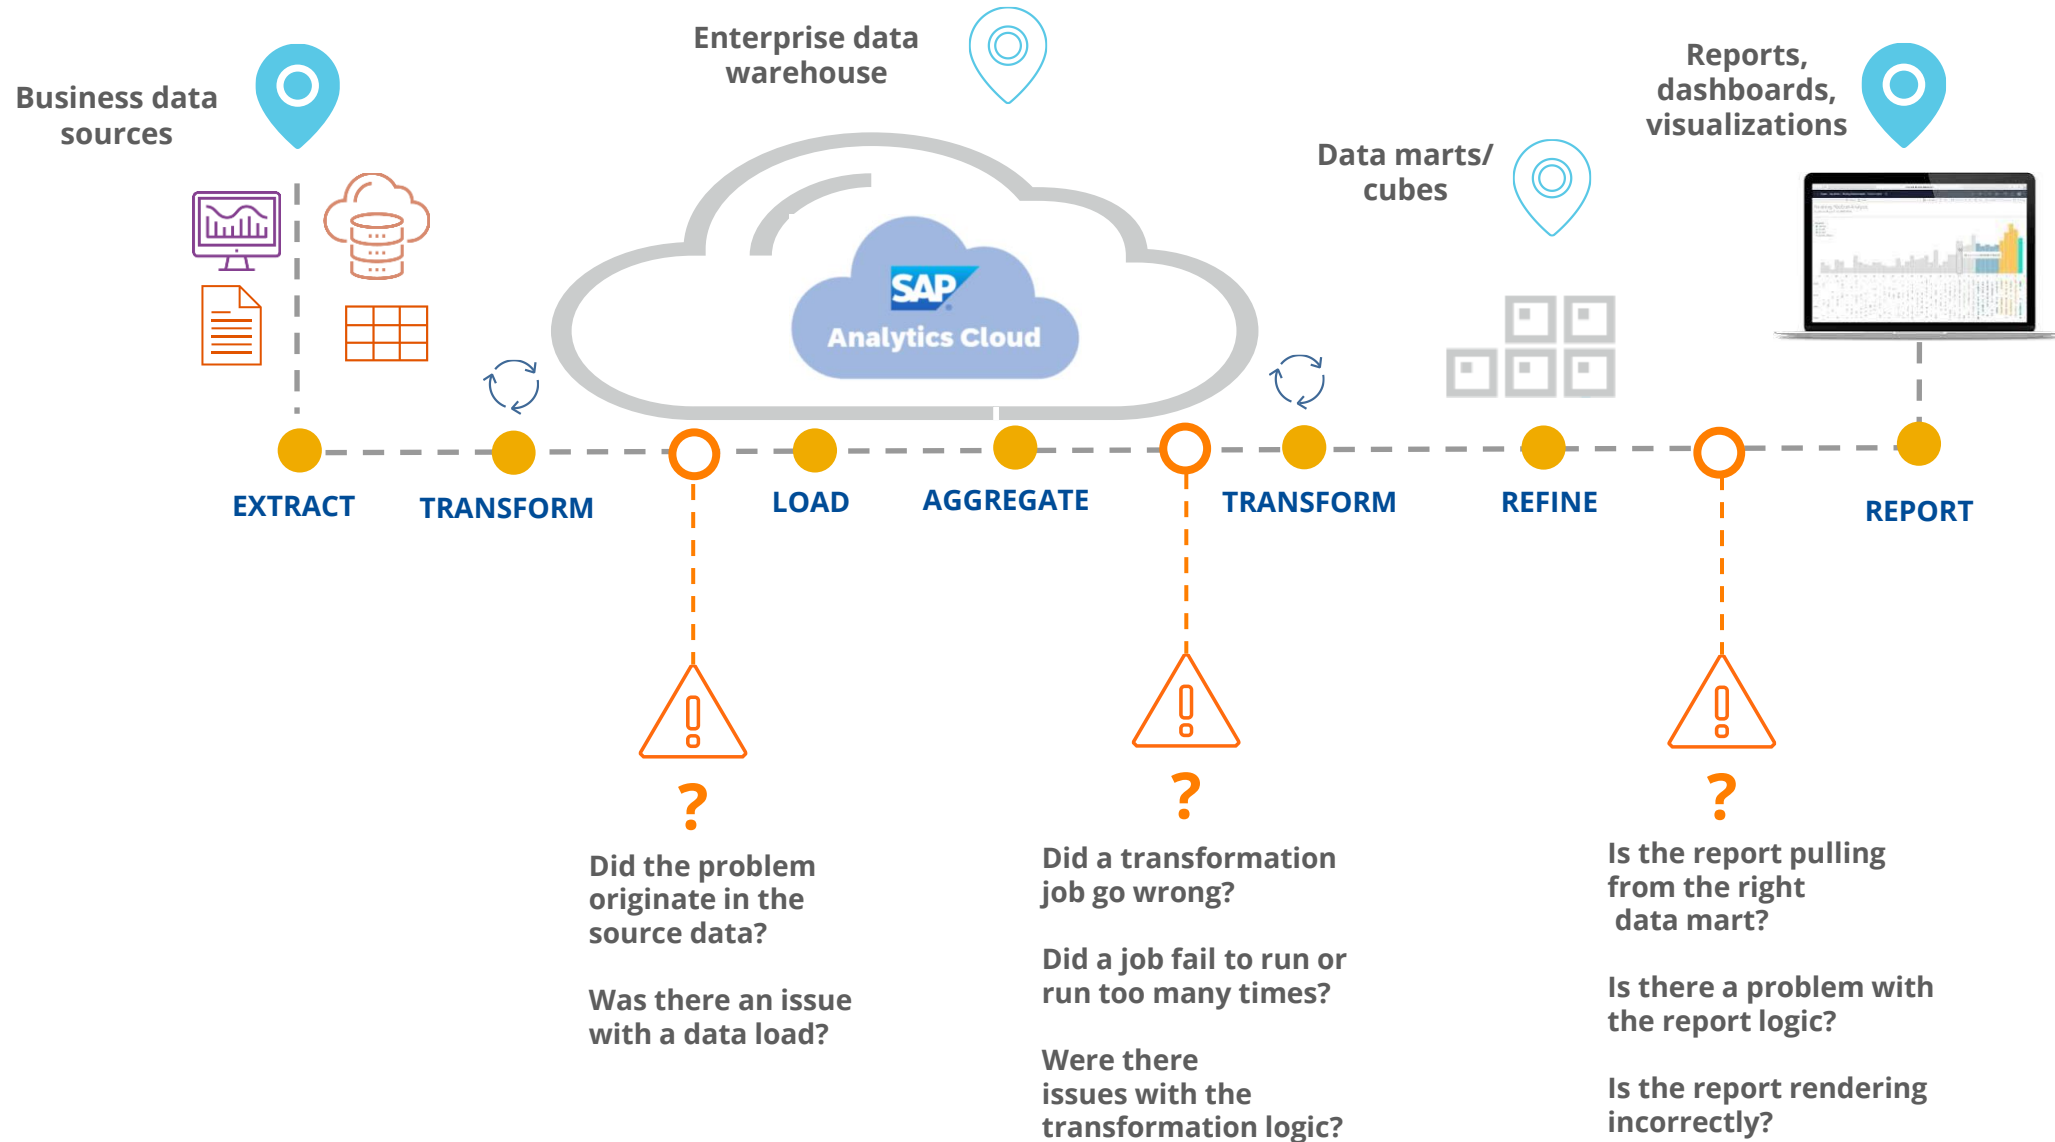 Business data
sources
Enterprise data
warehouse
Data marts/
cubes
Reports,
dashboards,
visualizations
SAP
Analytics Cloud
EXTRACT
TRANSFORM
LOAD
AGGREGATE
TRANSFORM
REFINE
REPORT
?
Did the problem
originate in the
source data?
Was there an issue
with a data load?
?
Did a transformation
job go wrong?
Did a job fail to run or
run too many times?
Were there
issues with the
transformation logic?
?
Is the report pulling
from the right
data mart?
Is there a problem with
the report logic?
Is the report rendering
incorrectly?